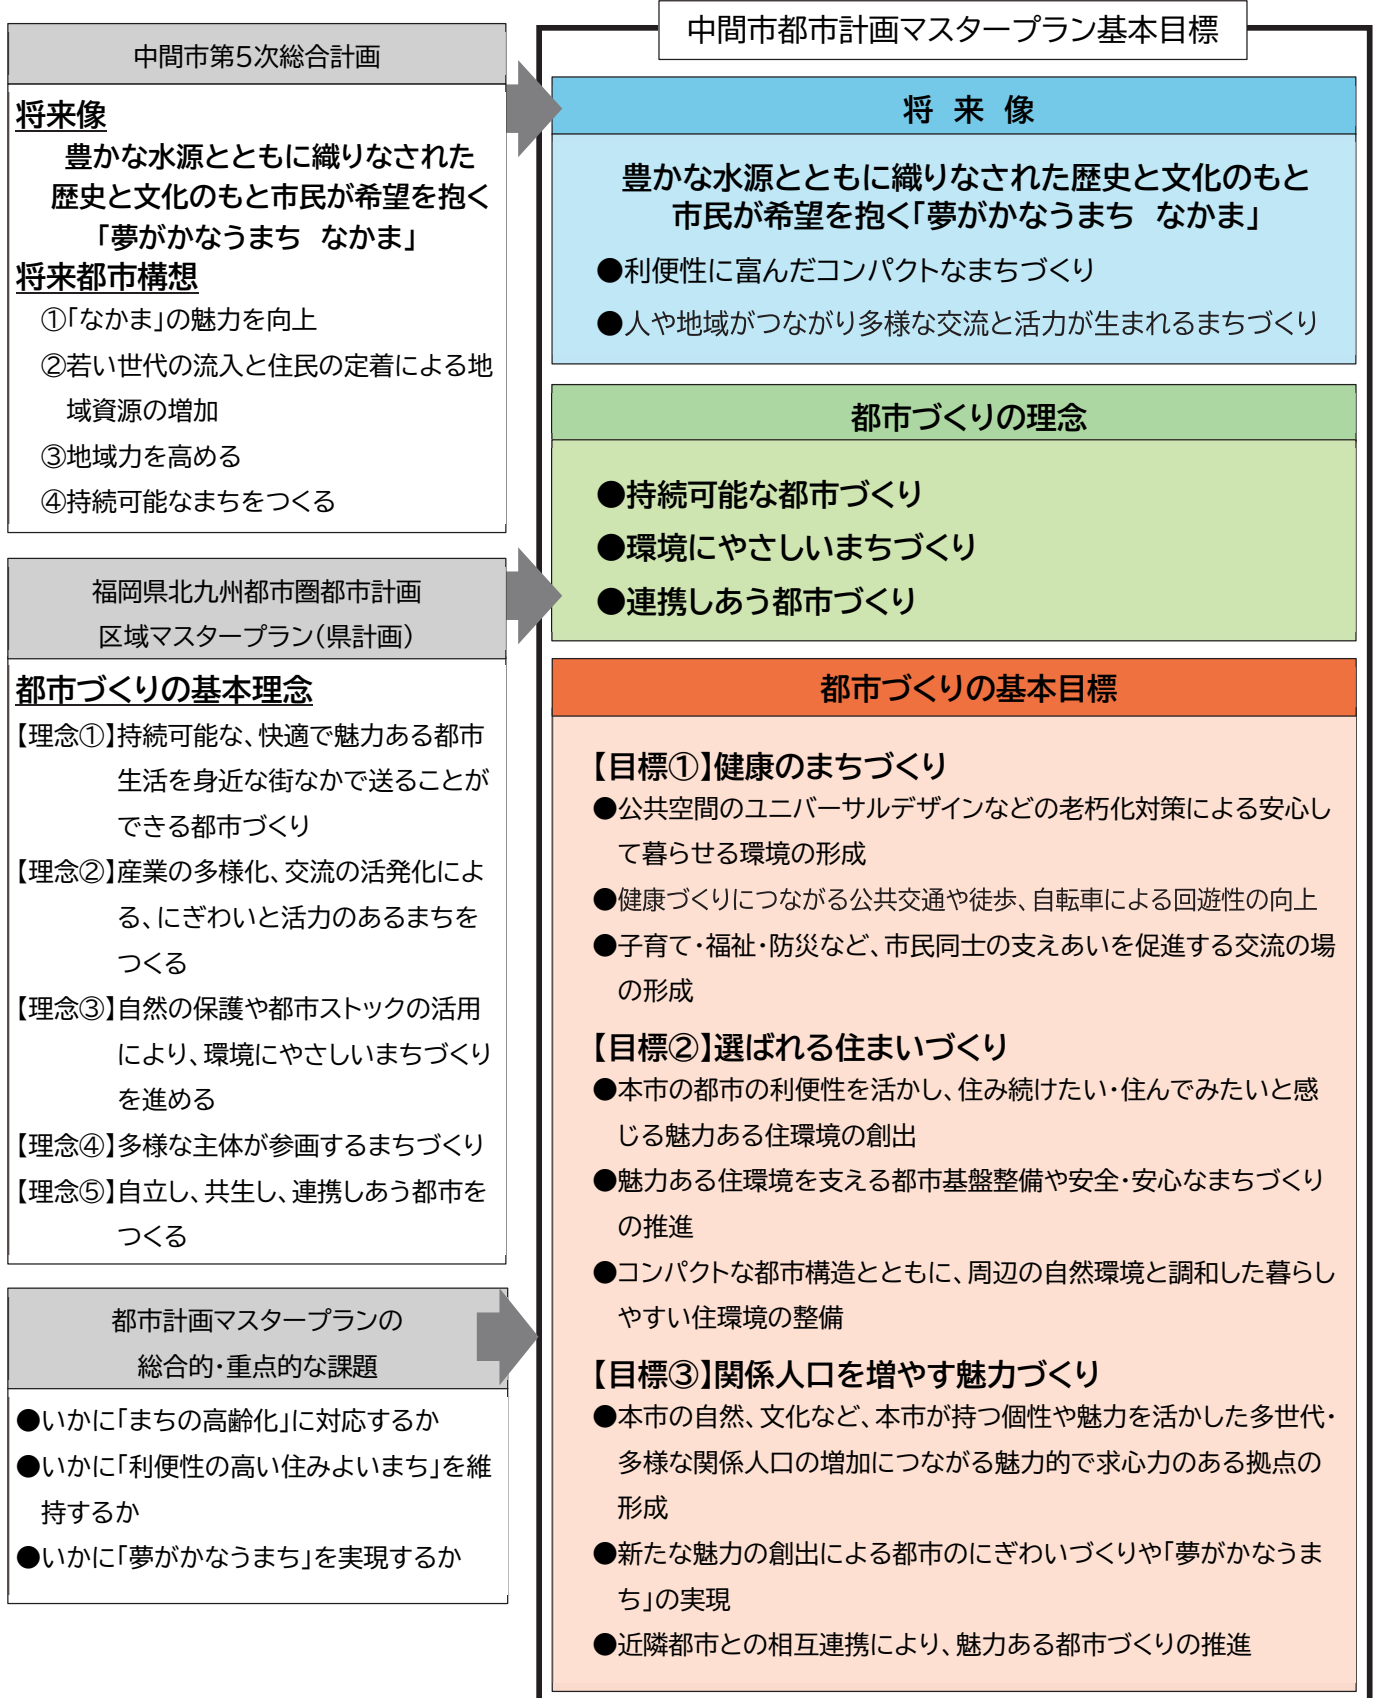 中間市第5次総合計画
将来像
豊かな水源とともに織りなされた
歴史と文化のもと市民が希望を抱く
「夢がかなうまち なかま」
将来都市構想
①「なかま」の魅力を向上
②若い世代の流入と住民の定着による地
域資源の増加
③地域力を高める
④持続可能なまちをつくる
福岡県北九州都市圏都市計画
区域マスタープラン(県計画)
都市づくりの基本理念
【理念①】持続可能な、快適で魅力ある都市
生活を身近な街なかで送ることが
できる都市づくり
【理念②】産業の多様化、交流の活発化によ
る、にぎわいと活力のあるまちを
つくる
【理念③】自然の保護や都市ストックの活用
により、環境にやさしいまちづくり
を進める
【理念④】多様な主体が参画するまちづくり
【理念⑤】自立し、共生し、連携しあう都市を
つくる
都市計画マスタープランの
総合的・重点的な課題
●いかに「まちの高齢化」に対応するか
●いかに「利便性の高い住みよいまち」を維
持するか
●いかに「夢がかなうまち」を実現するか
中間市都市計画マスタープラン基本目標
将 来 像
豊かな水源とともに織りなされた歴史と文化のもと
市民が希望を抱く「夢がかなうまち なかま」
●利便性に富んだコンパクトなまちづくり
●人や地域がつながり多様な交流と活力が生まれるまちづくり
都市づくりの理念
●持続可能な都市づくり
●環境にやさしいまちづくり
●連携しあう都市づくり
都市づくりの基本目標
【目標①】健康のまちづくり
●公共空間のユニバーサルデザインなどの老朽化対策による安心し
て暮らせる環境の形成
●健康づくりにつながる公共交通や徒歩、自転車による回遊性の向上
●子育て・福祉・防災など、市民同士の支えあいを促進する交流の場
の形成
【目標②】選ばれる住まいづくり
●本市の都市の利便性を活かし、住み続けたい・住んでみたいと感
じる魅力ある住環境の創出
●魅力ある住環境を支える都市基盤整備や安全・安心なまちづくり
の推進
●コンパクトな都市構造とともに、周辺の自然環境と調和した暮らし
やすい住環境の整備
【目標③】関係人口を増やす魅力づくり
●本市の自然、文化など、本市が持つ個性や魅力を活かした多世代・
多様な関係人口の増加につながる魅力的で求心力のある拠点の
形成
●新たな魅力の創出による都市のにぎわいづくりや「夢がかなうま
ち」の実現
●近隣都市との相互連携により、魅力ある都市づくりの推進